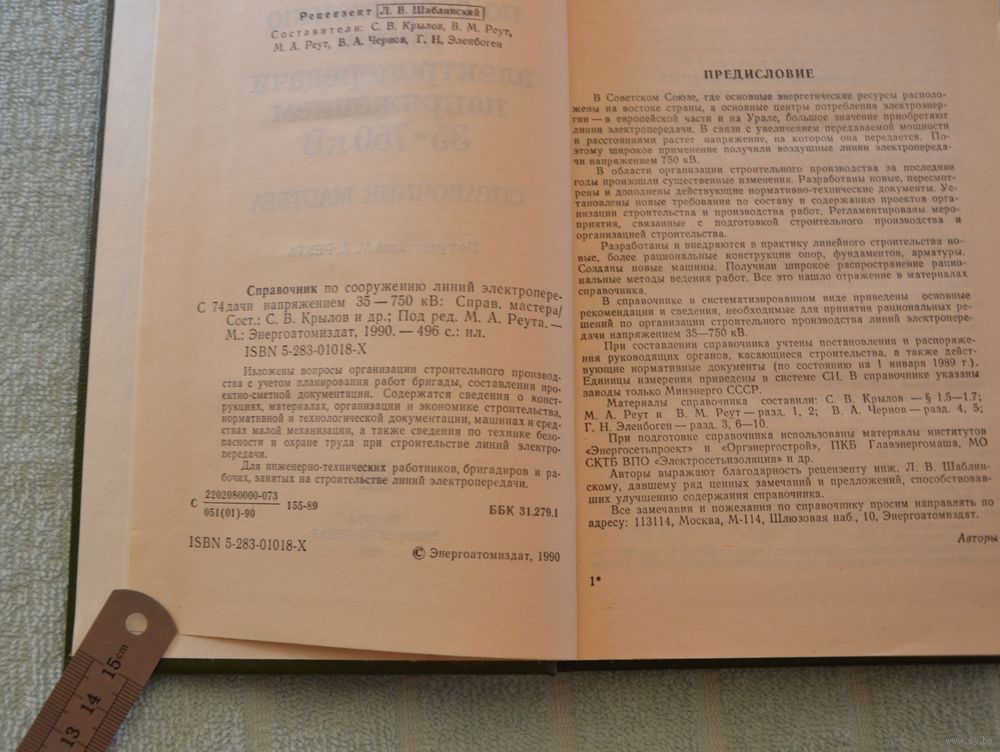 Рецензент Л. В. Шаблинский
Составители: С. В. Крылов, В. М. Реут,
М. А. Реут, В. А. Чернов, Г. Н. Эленбоген
Справочник по сооружению линий электропере-
С 74 дачи напряжением 35—750 кВ: Справ. мастера/
Сост.: С. В. Крылов и др.; Под ред. М. А. Реута. —
М.: Энергоатомиздат, 1990. — 496 с.: ил.
ISBN 5-283-01018-X
Изложены вопросы организации строительного производ-
ства с учетом планирования работ бригады, составления про-
ектно-сметной документации. Содержатся сведения о конст-
рукциях, материалах, организации и экономике строительства,
нормативной и технологической документации, машинах и сред-
ствах малой механизации, а также сведения по технике безо-
пасности и охране труда при строительстве линий электро-
передачи.
Для инженерно-технических работников, бригадиров и ра-
бочих, занятых на строительстве линий электропередачи.
С 2202080000-073
051(01)-90 155-89
ББК 31.279.1
ISBN 5-283-01018-X
© Энергоатомиздат, 1990
ПРЕДИСЛОВИЕ
В Советском Союзе, где основные энергетические ресурсы располо-
жены на востоке страны, а основные центры потребления электроэнер-
гии — в европейской части и на Урале, большое значение приобретают
линии электропередачи. В связи с увеличением передаваемой мощности
и расстояниями растет напряжение, на котором она передается. По-
этому широкое применение получили воздушные линии электропереда-
чи напряжением 750 кВ.
В области организации строительного производства за последние
годы произошли существенные изменения. Разработаны новые, пересмот-
рены и дополнены действующие нормативно-технические документы. Ус-
тановлены новые требования по составу и содержанию проектов орга-
низации строительства и производства работ. Регламентированы меро-
приятия, связанные с подготовкой строительного производства и
организацией строительства.
Разработаны и внедряются в практику линейного строительства но-
вые, более рациональные конструкции опор, фундаментов, арматуры.
Созданы новые машины. Получили широкое распространение рацио-
нальные методы ведения работ. Все это нашло отражение в материалах
справочника.
В справочнике в систематизированном виде приведены основные
рекомендации и сведения, необходимые для принятия рациональных ре-
шений по организации строительного производства линий электропере-
дачи напряжением 35—750 кВ.
При составлении справочника учтены постановления и распоряже-
ния руководящих органов, касающиеся строительства, а также дейст-
вующие нормативные документы (по состоянию на 1 января 1989 г.).
Единицы измерения приведены в системе СИ. В справочнике указаны
заводы только Минэнерго СССР.
Материалы справочника составили: С. В. Крылов — § 1.5—1.7;
М. А. Реут и В. М. Реут — разд. 1, 2; В. А. Чернов — разд. 4, 5;
Г. Н. Эленбоген — разд. 3, 6—10.
При подготовке справочника использованы материалы институтов
«Энергосетьпроект» и «Оргэнергострой», ПКБ Главэнергомаша, МО
СКТБ ВПО «Электросетьизоляция» и др.
Авторы выражают благодарность рецензенту инж. Л. В. Шаблин-
скому, давшему ряд ценных замечаний и предложений, способствовав-
ших улучшению содержания справочника.
Все замечания и пожелания по справочнику просим направлять по
адресу: 113114, Москва, М-114, Шлюзовая наб., 10, Энергоатомиздат.
Авторы
1*
13 14 15cm
www.ay.by